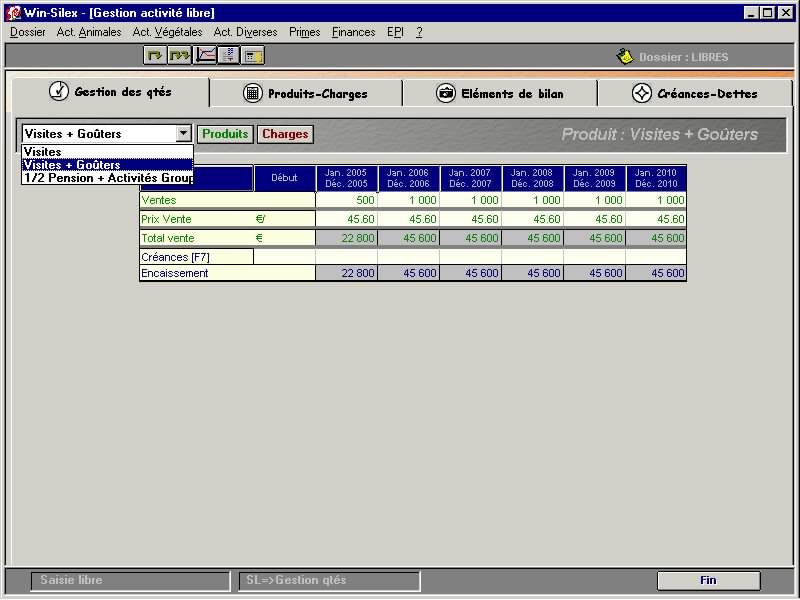 Win-Silex - [Gestion activité libre]
Dossier Act. Animales Act. Végétales Act. Diverses Primes Finances EPI ?
Dossier : LIBRES
Gestion des qtés Produits-Charges Eléments de bilan Créances-Dettes
Visites + Goûters Produits Charges Produit : Visites + Goûters
Visites
Visites + Goûters
1/2 Pension + Activités Group
Début Jan. 2005 Jan. 2006 Jan. 2007 Jan. 2008 Jan. 2009 Jan. 2010
Déc. 2005 Déc. 2006 Déc. 2007 Déc. 2008 Déc. 2009 Déc. 2010
Ventes 500 1 000 1 000 1 000 1 000 1 000
Prix Vente €/ 45.60 45.60 45.60 45.60 45.60 45.60
Total vente € 22 800 45 600 45 600 45 600 45 600 45 600
Créances [F7]
Encaissement 22 800 45 600 45 600 45 600 45 600 45 600
Saisie libre SL=>Gestion qtés Fin